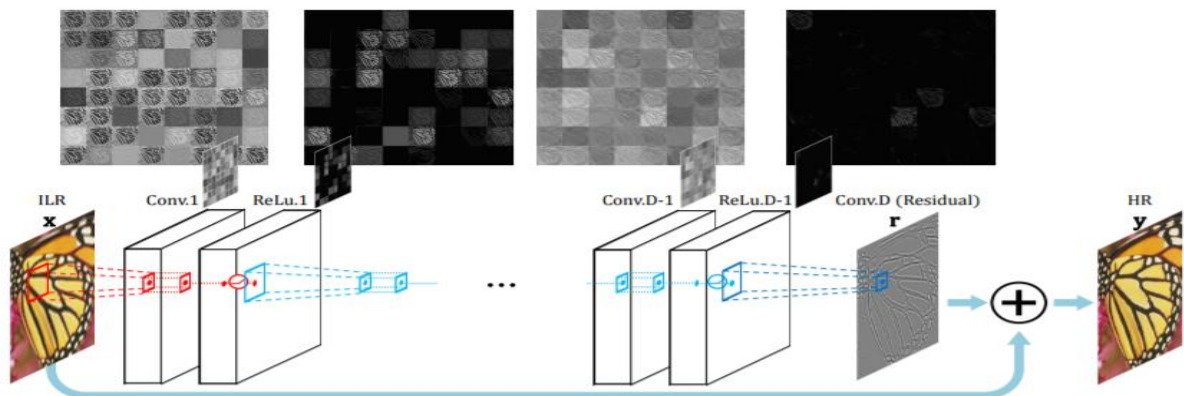 ILR
x
Conv.1
ReLu.1
Conv.D-1
ReLu.D-1
Conv.D (Residual)
r
HR
y
...
+